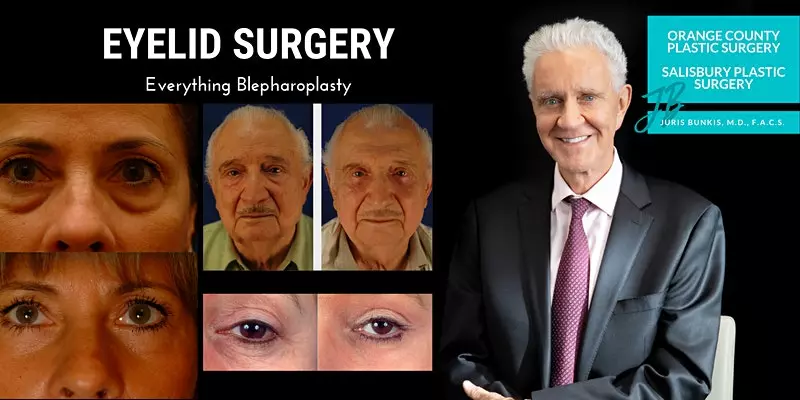 EYELID SURGERY
Everything Blepharoplasty
ORANGE COUNTY
PLASTIC SURGERY
SALISBURY PLASTIC
SURGERY
JB
JURIS BUNKIS, M.D., F.A.C.S.